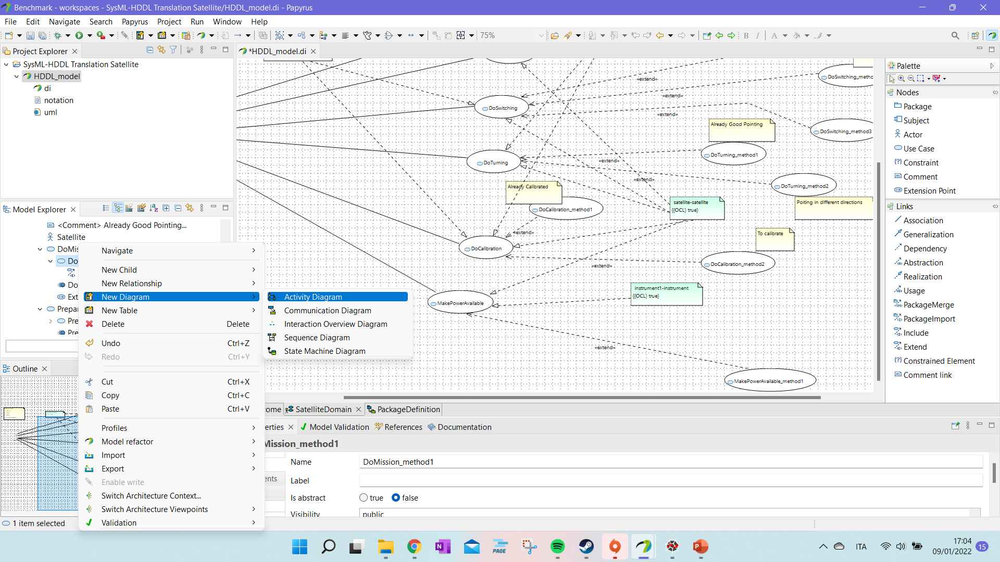 Benchmark - workspaces - SysML-HDDL Translation Satellite/HDDL_model.di - Papyrus
File Edit Navigate Search Papyrus Project Run Window Help
75%
Project Explorer
SysML-HDDL Translation Satellite
HDDL_model
di
notation
uml
*HDDL_model.di
«extend»
DoSwitching_metho
«extend»
DoSwitching
«extend»
Already Good Pointing
DoSwitching_method3
DoTurning_method1
«extend»
DoTurning
«extend»
DoTurning_method2
Already Calibrated
satellite-satellite
{{OCL} true}
Poiting in different directions
DoCalibration_method1
«extend»
To calibrate
DoCalibration
DoCalibration_method2
«extend»
instrument1-instrument
{{OCL} true}
MakePowerAvailable
«extend»
MakePowerAvailable_method1
Palette
Nodes
Package
Subject
Actor
Use Case
Constraint
Comment
Extension Point
Links
Association
Generalization
Dependency
Abstraction
Realization
Usage
PackageMerge
PackageImport
Include
Extend
Constrained Element
Comment link
Model Explorer
<Comment> Already Good Pointing...
Satellite
DoMis
Do
Do
Ext
Prepar
Pre
Pre
Outline
1 item selected
Navigate
New Child
New Relationship
New Diagram
New Table
Delete Delete
Undo Ctrl+Z
Redo Ctrl+Y
Cut Ctrl+X
Copy Ctrl+C
Paste Ctrl+V
Profiles
Model refactor
Import
Export
Enable write
Switch Architecture Context...
Switch Architecture Viewpoints
Validation
Activity Diagram
Communication Diagram
Interaction Overview Diagram
Sequence Diagram
State Machine Diagram
ome SatelliteDomain PackageDefinition
erties Model Validation References Documentation
Mission_method1
ents
Name DoMission_method1
Label
Is abstract true false
Visibility public
PAGE
ITA
17:04
09/01/2022
15